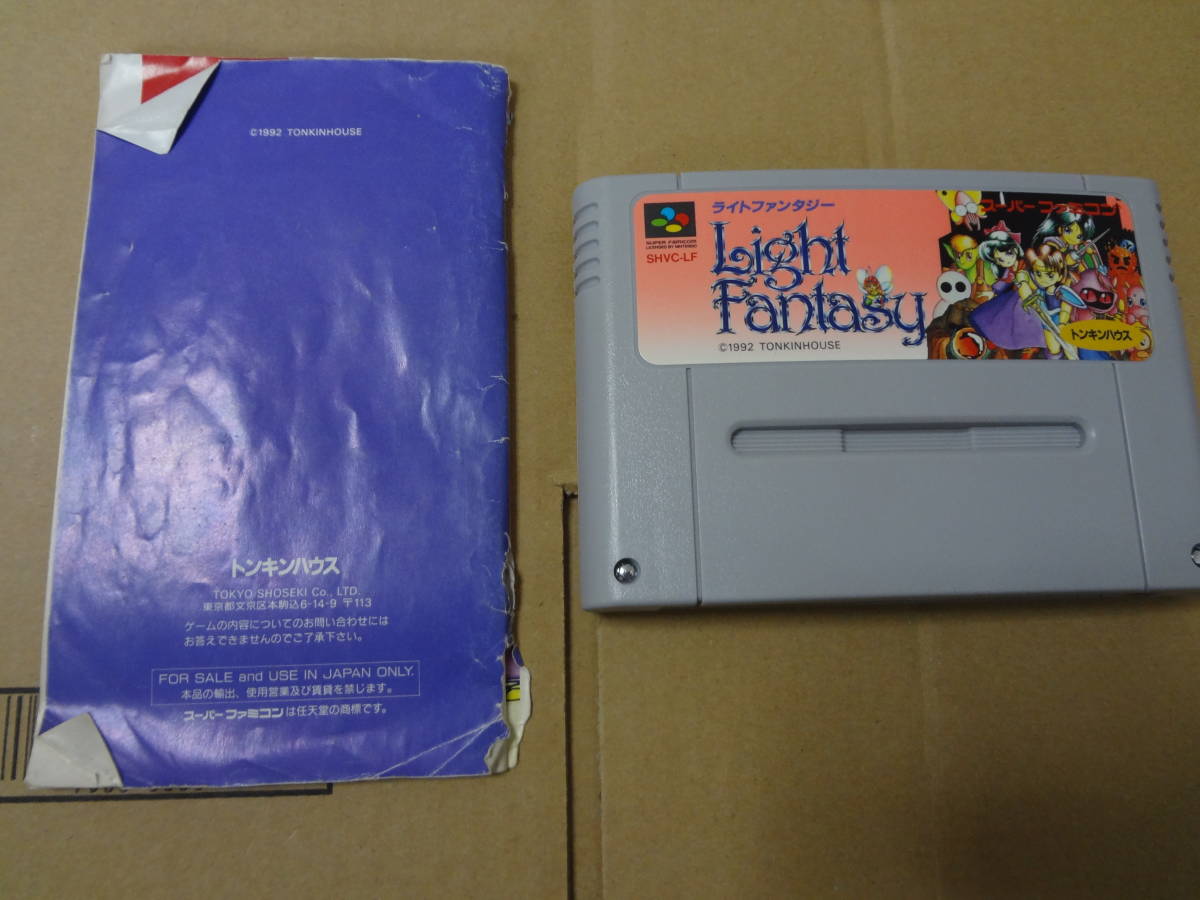 ©1992 TONKINHOUSE
トンキンハウス
TOKYO SHOSEKI Co., LTD.
東京都文京区本駒込6-14-9 〒113
ゲームの内容についてのお問い合わせには
お答えできませんのでご了承下さい。
FOR SALE and USE IN JAPAN ONLY.
本品の輸出、使用営業及び賃貸を禁じます。
スーパーファミコンは任天堂の商標です。
SUPER FAMICOM
LICENSED BY NINTENDO
SHVC-LF
ライトファンタジー
Light
Fantasy
©1992 TONKINHOUSE
スーパーファミコン
トンキンハウス